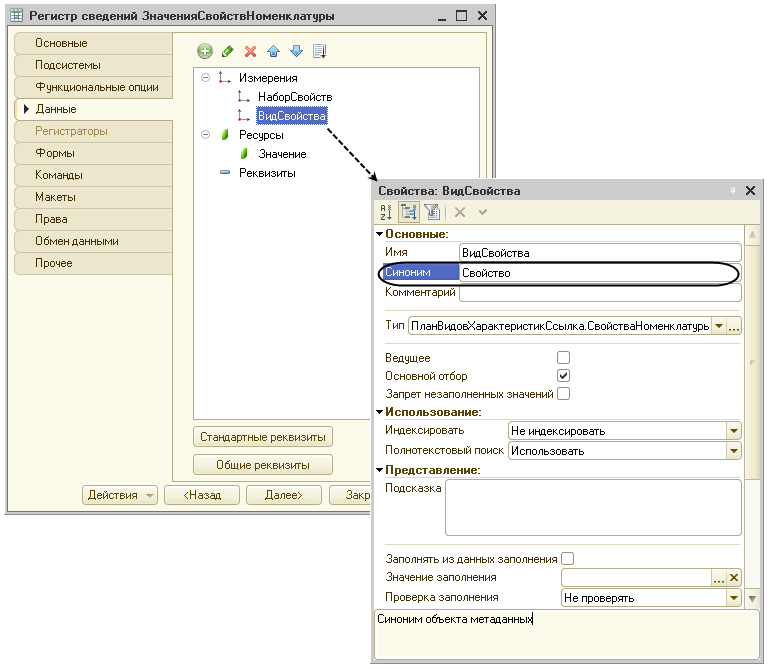 Регистр сведений ЗначенияСвойствНоменклатуры
Основные
Подсистемы
Функциональные опции
Данные
Регистраторы
Формы
Команды
Макеты
Права
Обмен данными
Прочее
Измерения
НаборСвойств
ВидСвойства
Ресурсы
Значение
Реквизиты
Стандартные реквизиты
Общие реквизиты
Действия
<Назад
Далее>
Закр
Свойства: ВидСвойства
Основные:
Имя ВидСвойства
Синоним Свойство
Комментарий
Тип ПланВидовХарактеристикСсылка.СвойстваНоменклатуры ...
Ведущее
Основной отбор
Запрет незаполненных значений
Использование:
Индексировать Не индексировать
Полнотекстовый поиск Использовать
Представление:
Подсказка
Заполнять из данных заполнения
Значение заполнения ...
Проверка заполнения Не проверять
Синоним объекта метаданных